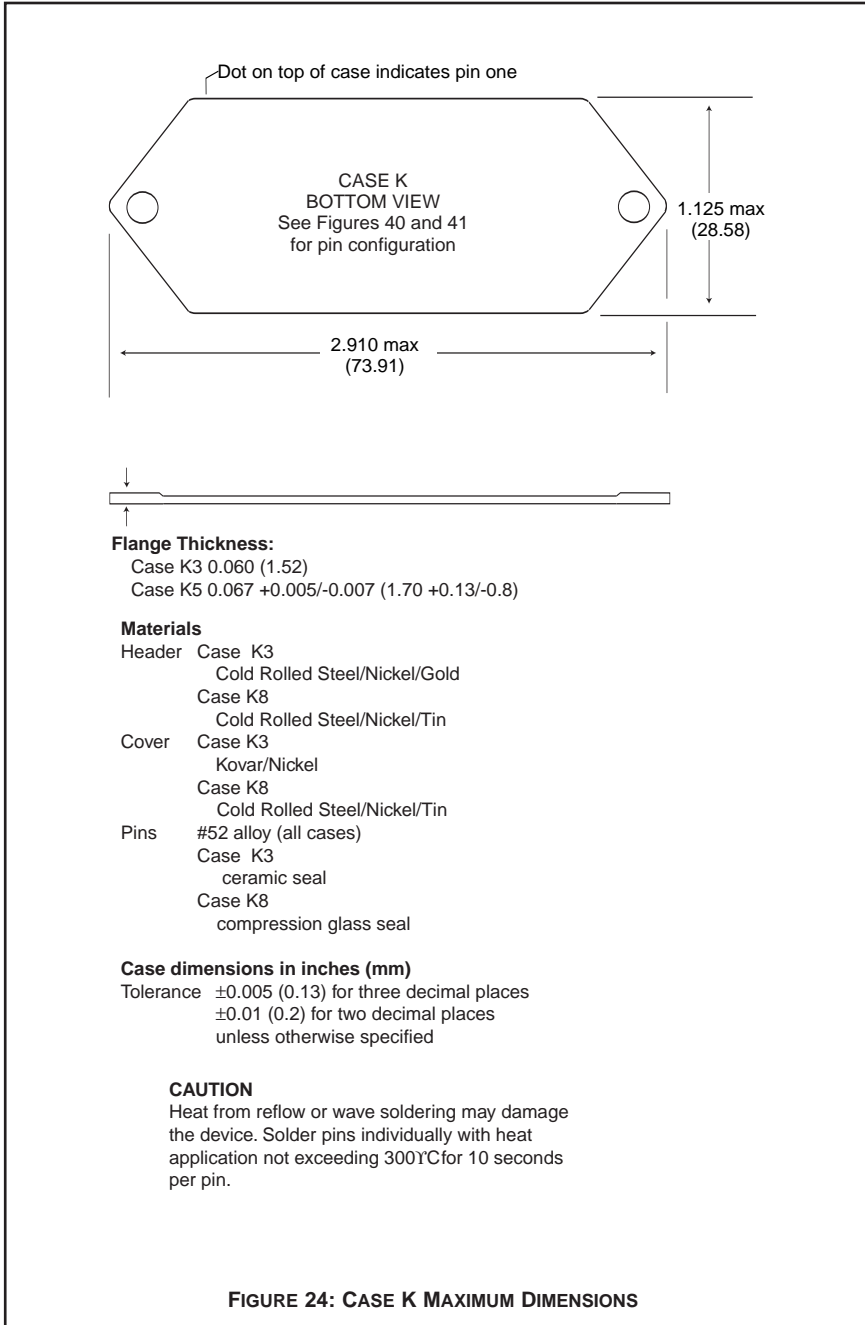 Dot on top of case indicates pin one
CASE K
BOTTOM VIEW
See Figures 40 and 41
for pin configuration
1.125 max
(28.58)
2.910 max
(73.91)
Flange Thickness:
Case K3 0.060 (1.52)
Case K5 0.067 +0.005/-0.007 (1.70 +0.13/-0.8)
Materials
Header Case K3
Cold Rolled Steel/Nickel/Gold
Case K8
Cold Rolled Steel/Nickel/Tin
Cover Case K3
Kovar/Nickel
Case K8
Cold Rolled Steel/Nickel/Tin
Pins #52 alloy (all cases)
Case K3
ceramic seal
Case K8
compression glass seal
Case dimensions in inches (mm)
Tolerance ±0.005 (0.13) for three decimal places
±0.01 (0.2) for two decimal places
unless otherwise specified
CAUTION
Heat from reflow or wave soldering may damage
the device. Solder pins individually with heat
application not exceeding 300ϒC for 10 seconds
per pin.
FIGURE 24: CASE K MAXIMUM DIMENSIONS